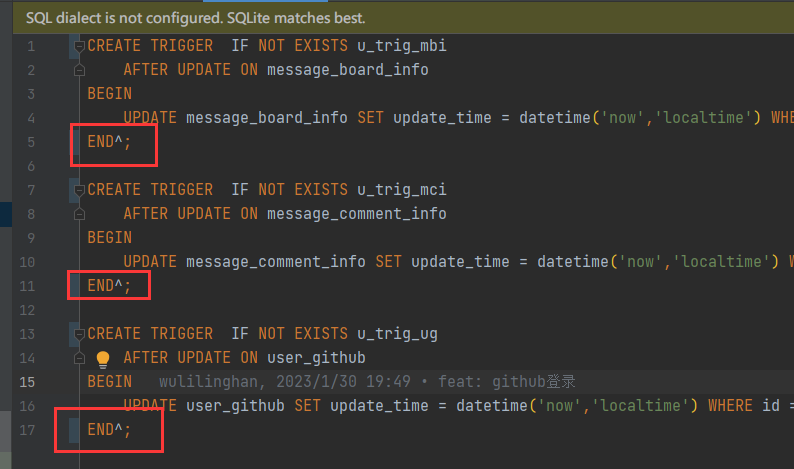 SQL dialect is not configured. SQLite matches best.
1 CREATE TRIGGER  IF NOT EXISTS u_trig_mbi
2 AFTER UPDATE ON message_board_info
3 BEGIN
4 UPDATE message_board_info SET update_time = datetime('now','localtime') WHE
5 END^;
6
7 CREATE TRIGGER  IF NOT EXISTS u_trig_mci
8 AFTER UPDATE ON message_comment_info
9 BEGIN
10 UPDATE message_comment_info SET update_time = datetime('now','localtime') W
11 END^;
12
13 CREATE TRIGGER  IF NOT EXISTS u_trig_ug
14 AFTER UPDATE ON user_github
15 BEGIN wulilinghan, 2023/1/30 19:49 • feat: github登录
16 UPDATE user_github SET update_time = datetime('now','localtime') WHERE id =
17 END^;